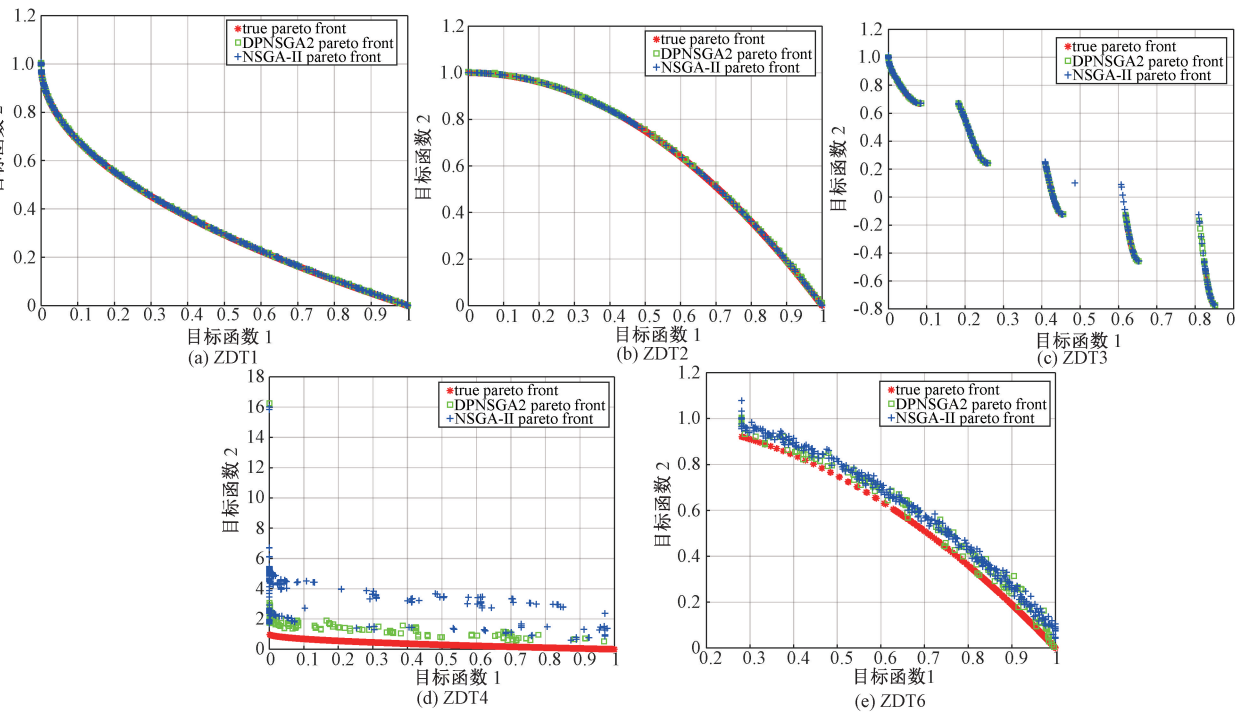 1.2
1.0
0.8
0.6
0.4
0.2
0
true pareto front
DPNSGA2 pareto front
NSGA-II pareto front
0 0.1 0.2 0.3 0.4 0.5 0.6 0.7 0.8 0.9 1
目标函数 1
(a) ZDT1
1.2
1.0
0.8
0.6
0.4
0.2
0
目标函数 2
true pareto front
DPNSGA2 pareto front
NSGA-II pareto front
0 0.1 0.2 0.3 0.4 0.5 0.6 0.7 0.8 0.9 1
目标函数 1
(b) ZDT2
1.2
1.0
0.8
0.6
0.4
0.2
0
-0.2
-0.4
-0.6
-0.8
目标函数 2
true pareto front
DPNSGA2 pareto front
NSGA-II pareto front
0 0.1 0.2 0.3 0.4 0.5 0.6 0.7 0.8 0.9
目标函数 1
(c) ZDT3
18
16
14
12
10
8
6
4
2
0
目标函数 2
true pareto front
DPNSGA2 pareto front
NSGA-II pareto front
0 0.1 0.2 0.3 0.4 0.5 0.6 0.7 0.8 0.9 1
目标函数 1
(d) ZDT4
1.2
1.0
0.8
0.6
0.4
0.2
0
目标函数 2
true pareto front
DPNSGA2 pareto front
NSGA-II pareto front
0.2 0.3 0.4 0.5 0.6 0.7 0.8 0.9 1
目标函数1
(e) ZDT6